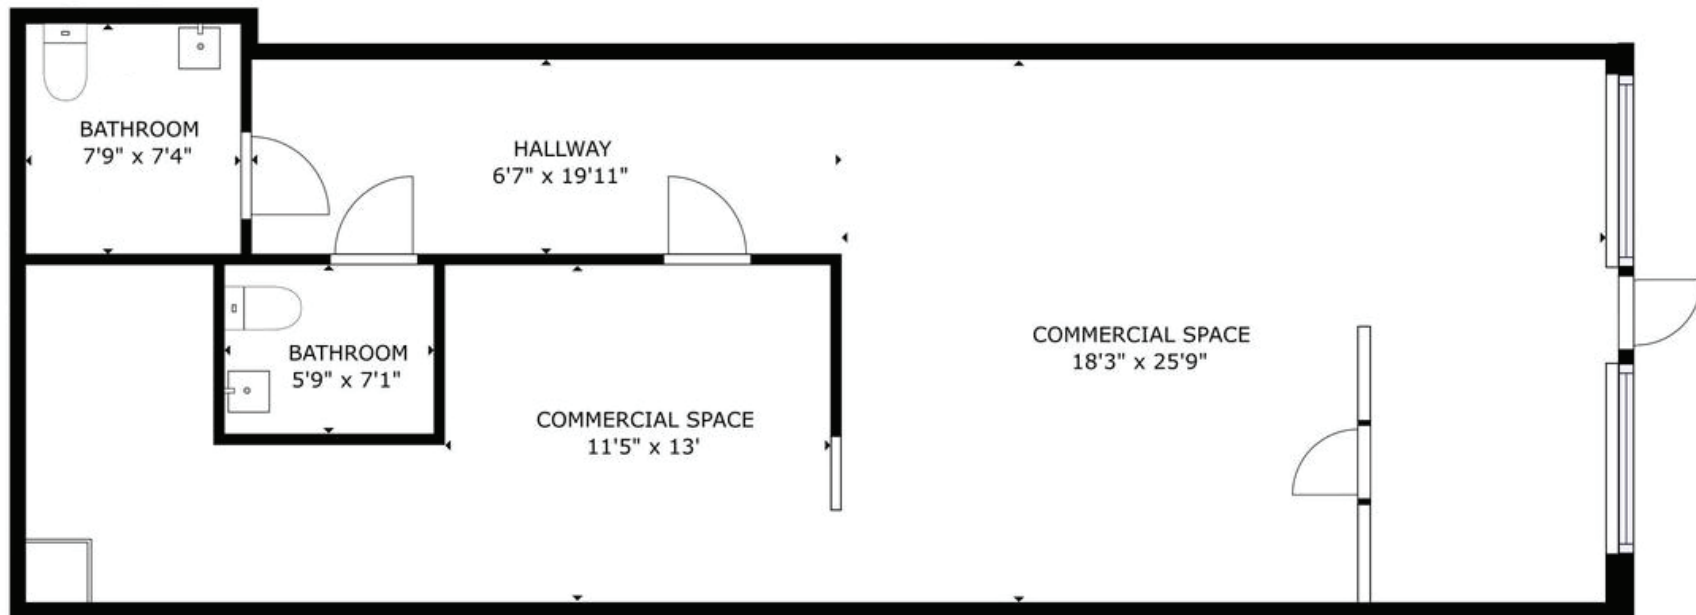 BATHROOM
7'9" x 7'4"
HALLWAY
6'7" x 19'11"
BATHROOM
5'9" x 7'1"
COMMERCIAL SPACE
11'5" x 13'
COMMERCIAL SPACE
18'3" x 25'9"